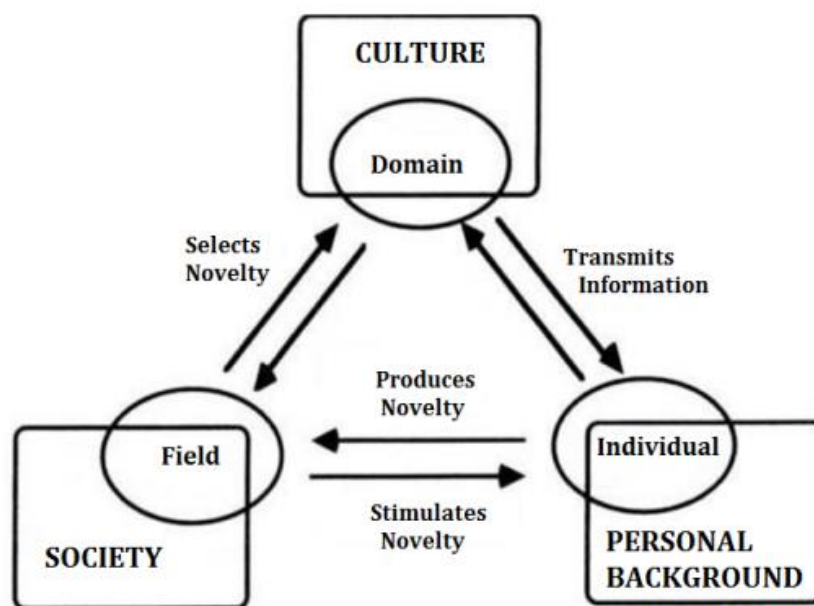 CULTURE
Domain
Selects
Novelty
Transmits
Information
Produces
Novelty
Field
Individual
Stimulates
Novelty
SOCIETY
PERSONAL
BACKGROUND